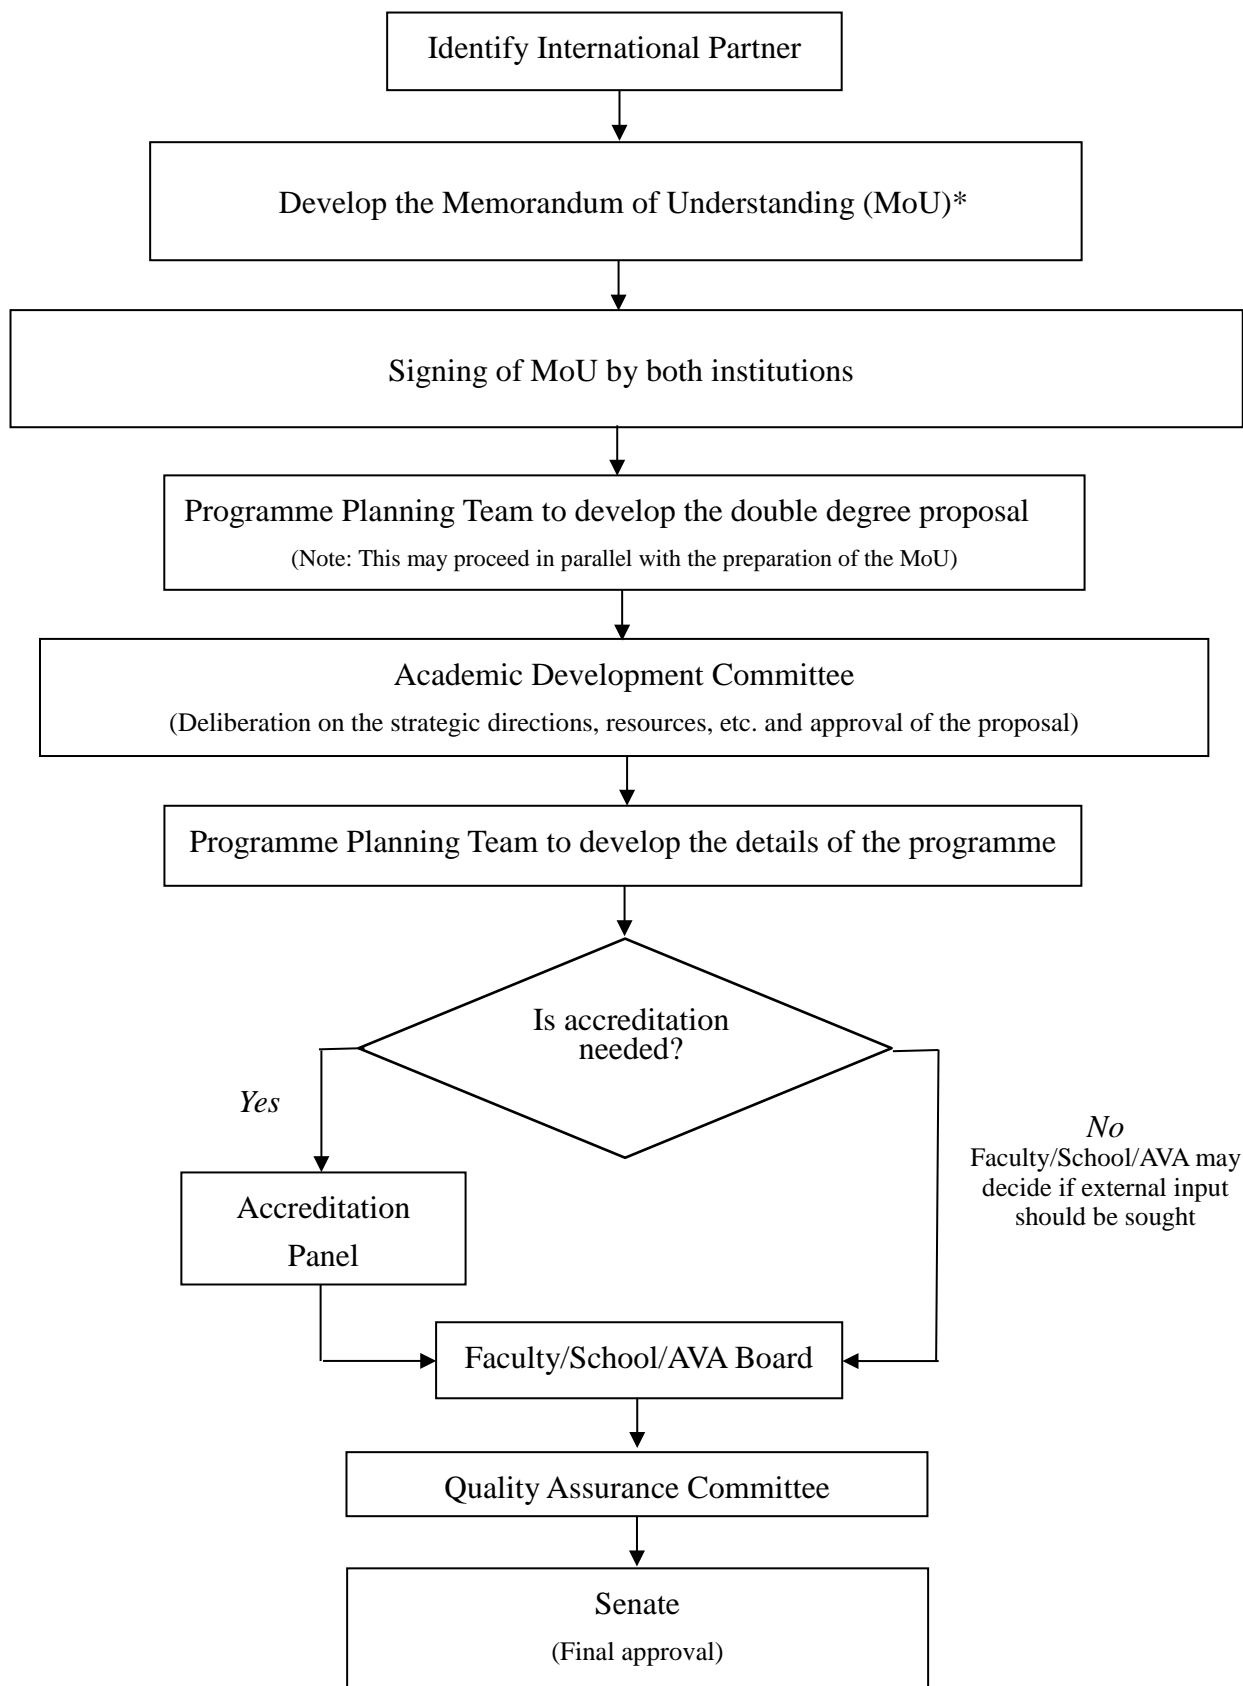 Identify International Partner
Develop the Memorandum of Understanding (MoU)*
Signing of MoU by both institutions
Programme Planning Team to develop the double degree proposal
(Note: This may proceed in parallel with the preparation of the MoU)
Academic Development Committee
(Deliberation on the strategic directions, resources, etc. and approval of the proposal)
Programme Planning Team to develop the details of the programme
Is accreditation
needed?
Yes
No
Faculty/School/AVA may
decide if external input
should be sought
Accreditation
Panel
Faculty/School/AVA Board
Quality Assurance Committee
Senate
(Final approval)